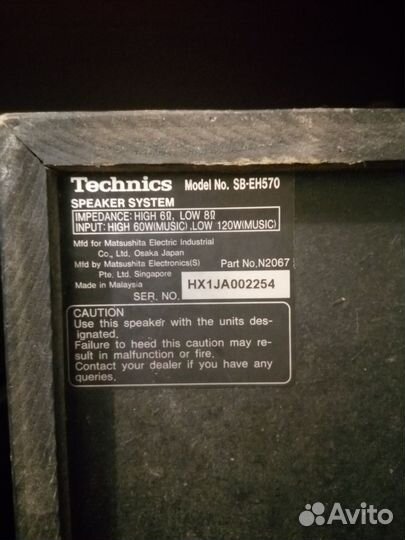 Technics Model No. SB-EH570
SPEAKER SYSTEM
IMPEDANCE: HIGH 6Ω, LOW 8Ω
INPUT: HIGH 60W(MUSIC) .LOW 120W(MUSIC)
Mfd for Matsushita Electric Industrial
Co., Ltd, Osaka Japan
Mfd by Matsushita Electronics(S) Part No.N2067
Pte. Ltd. Singapore
Made in Malaysia
SER. NO. HX1JA002254
CAUTION
Use this speaker with the units des-
ignated.
Failure to heed this caution may re-
sult in malfunction or fire.
Contact your dealer if you have any
queries.
Avito